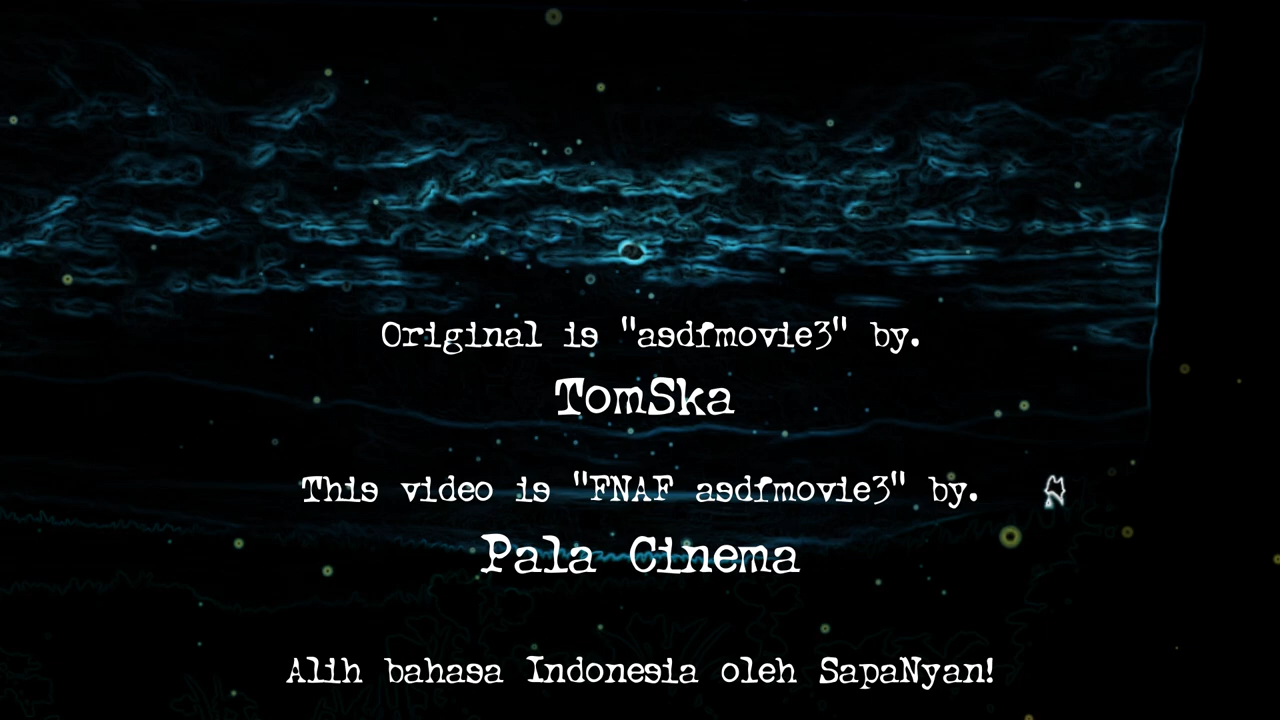 Original is "asdfmovie3" by.
TomSka
This video is "FNAF asdfmovie3" by.
Pala Cinema
Alih bahasa Indonesia oleh SapaNyan!